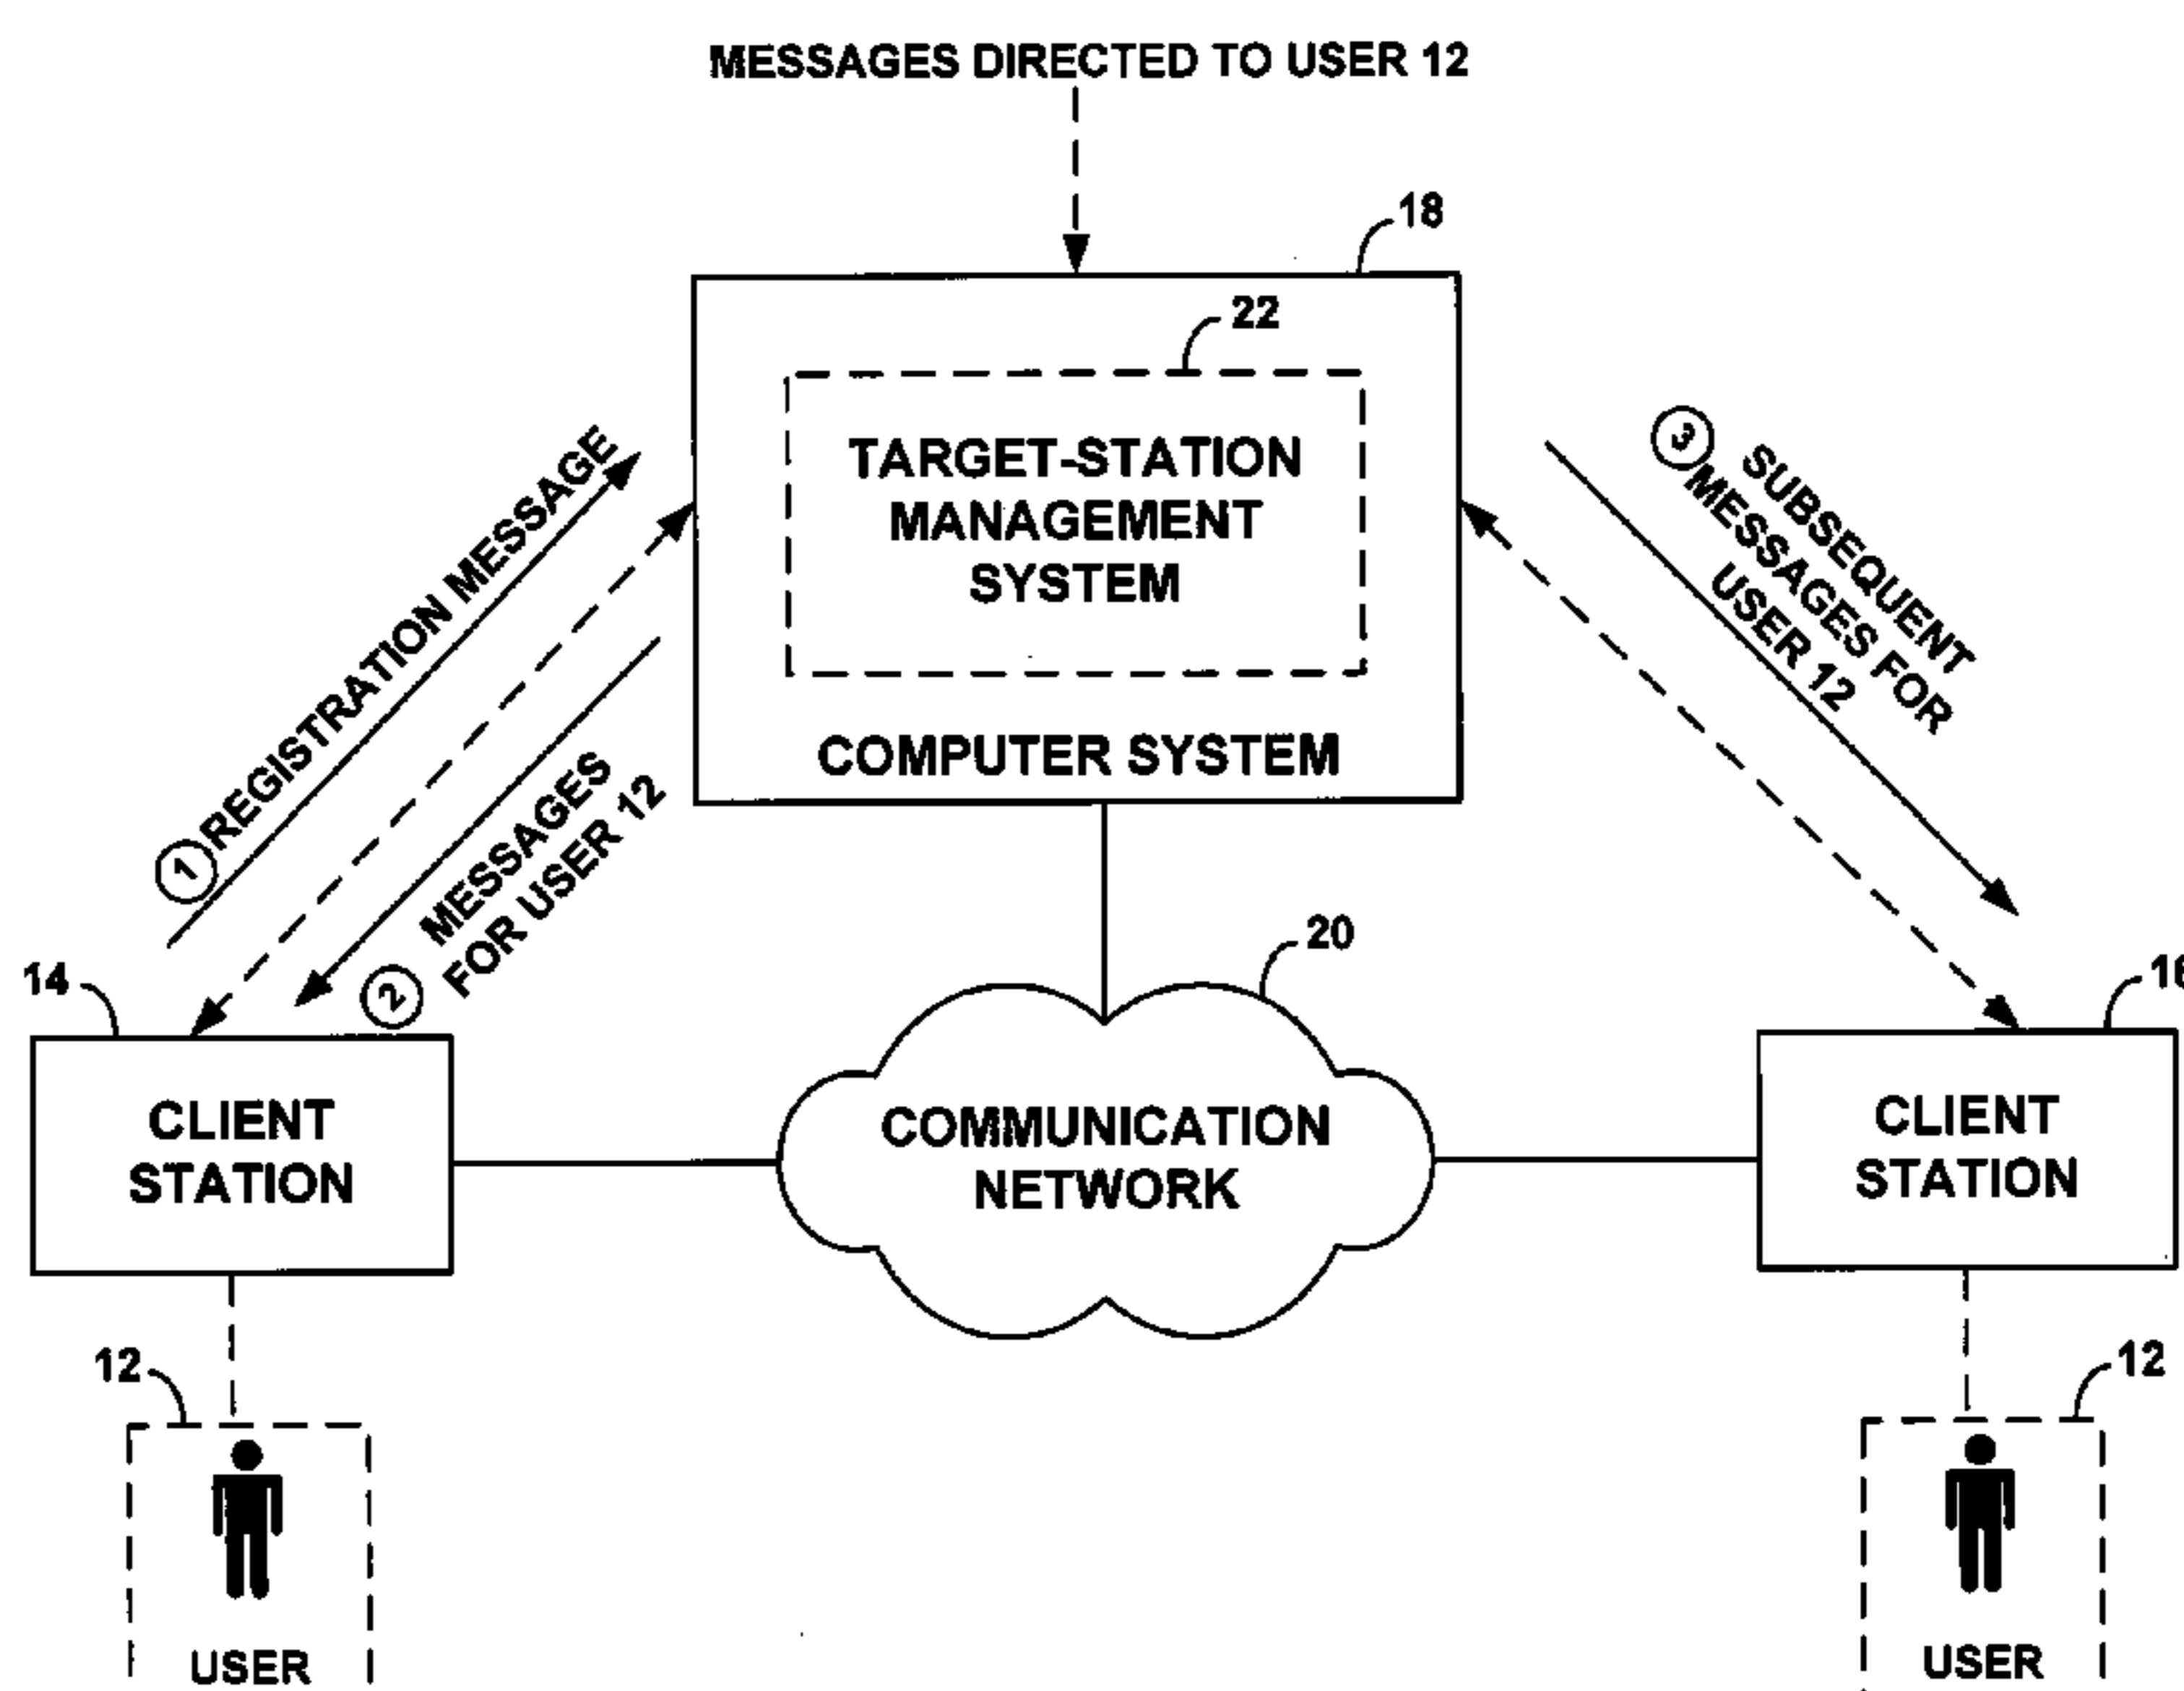 MESSAGES DIRECTED TO USER 12
18
22
TARGET-STATION
MANAGEMENT
SYSTEM
COMPUTER SYSTEM
1 REGISTRATION MESSAGE
2 MESSAGES
FOR USER 12
3 SUBSEQUENT
MESSAGES FOR
USER 12
14
20
CLIENT
STATION
COMMUNICATION
NETWORK
CLIENT
STATION
12
12
USER
USER